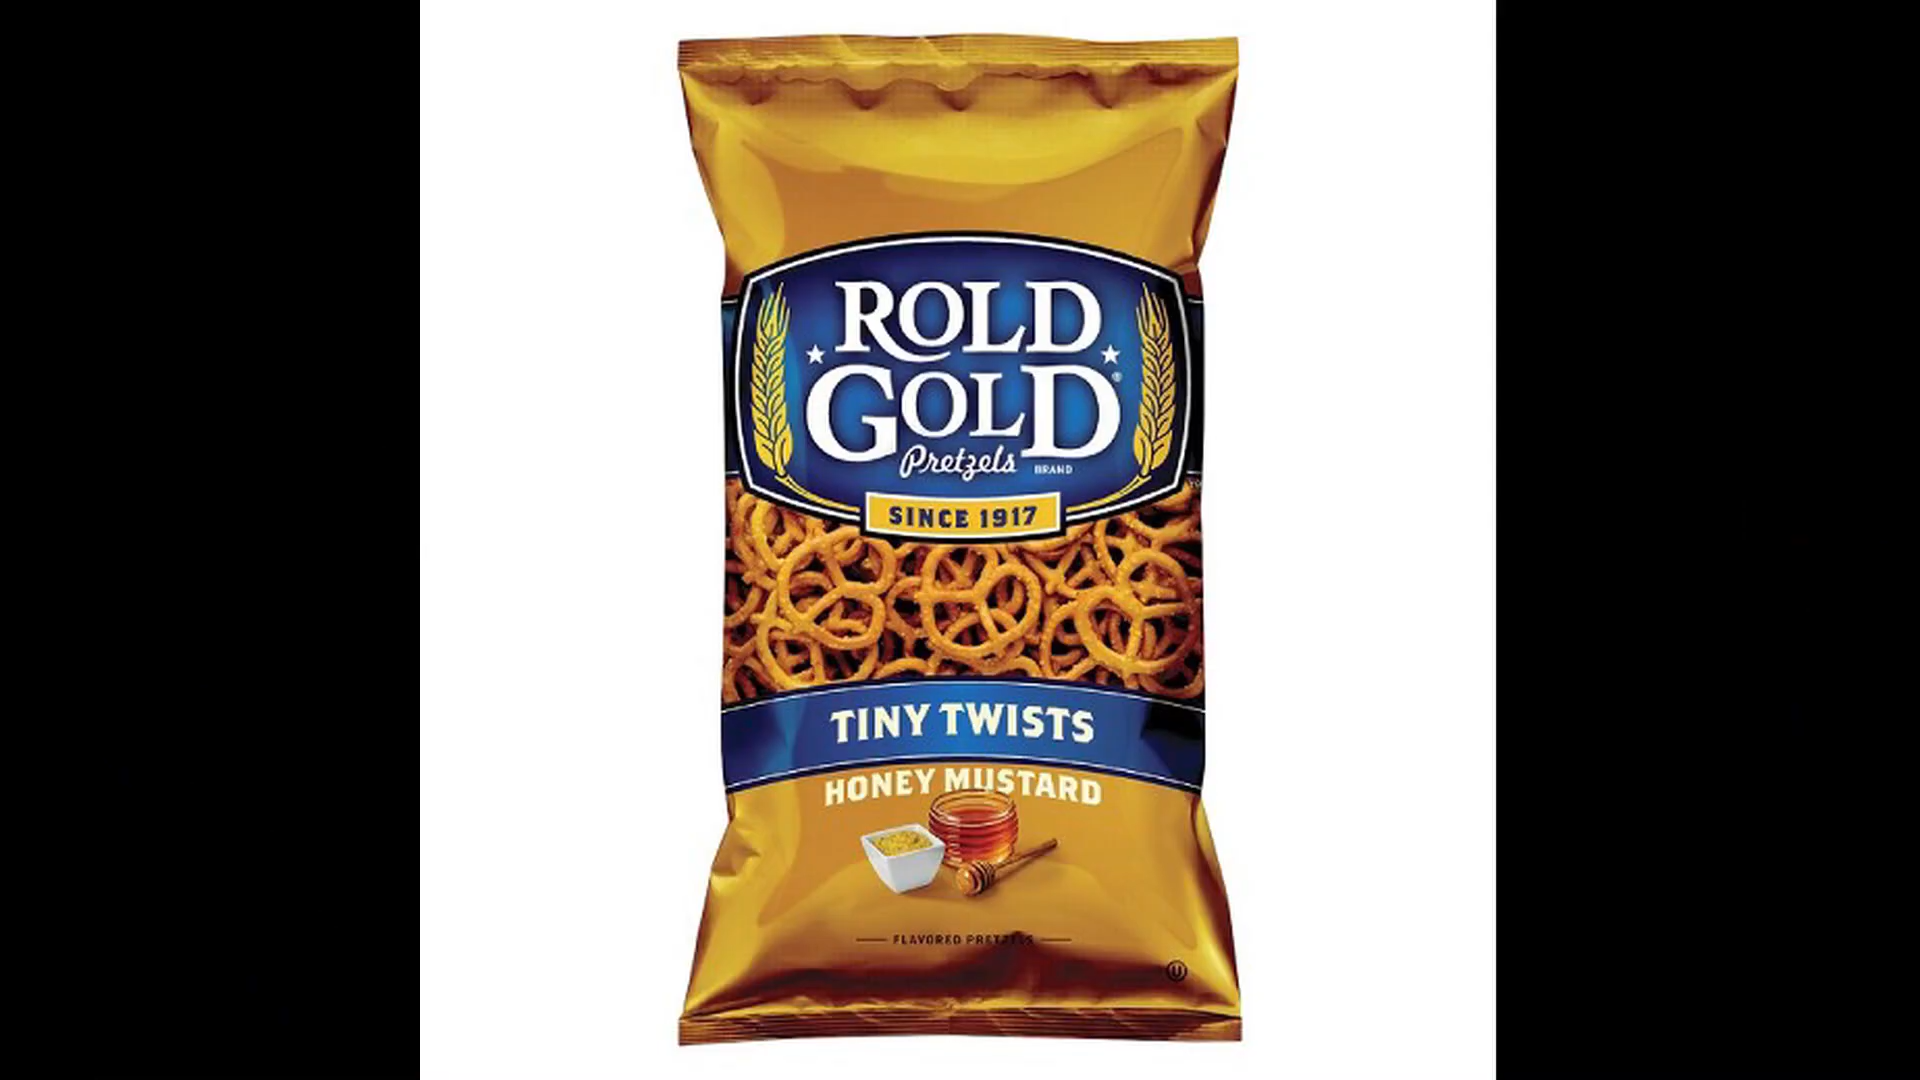 ROLD
GOLD®
Pretzels BRAND
SINCE 1917
TINY TWISTS
HONEY MUSTARD
FLAVORED PRETZELS
U